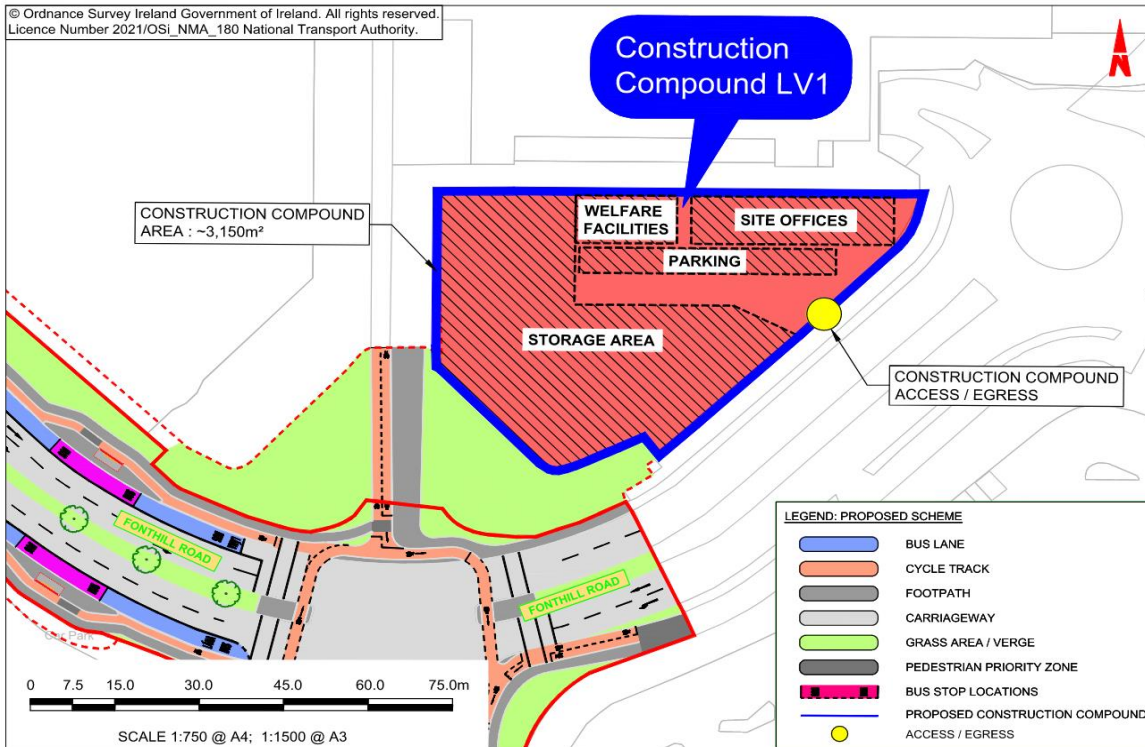 © Ordnance Survey Ireland Government of Ireland. All rights reserved.
Licence Number 2021/OSi_NMA_180 National Transport Authority.
Construction
Compound LV1
N
CONSTRUCTION COMPOUND
AREA : ~3,150m²
WELFARE
FACILITIES
SITE OFFICES
PARKING
STORAGE AREA
CONSTRUCTION COMPOUND
ACCESS / EGRESS
FONTHILL ROAD
FONTHILL ROAD
Car Park
LEGEND: PROPOSED SCHEME
BUS LANE
CYCLE TRACK
FOOTPATH
CARRIAGEWAY
GRASS AREA / VERGE
PEDESTRIAN PRIORITY ZONE
BUS STOP LOCATIONS
PROPOSED CONSTRUCTION COMPOUND
ACCESS / EGRESS
0 7.5 15.0 30.0 45.0 60.0 75.0m
SCALE 1:750 @ A4; 1:1500 @ A3